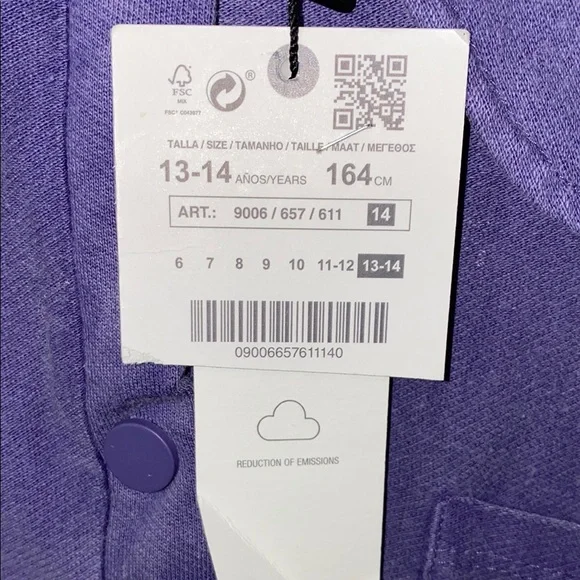 FSC
MIX
®
TALLA / SIZE / TAMANHO / TAILLE / MAAT / ΜΕΓΕΘΟΣ
13-14 AÑOS/YEARS 164 CM
ART.: 9006 / 657 / 611 14
6 7 8 9 10 11-12 13-14
09006657611140
REDUCTION OF EMISSIONS